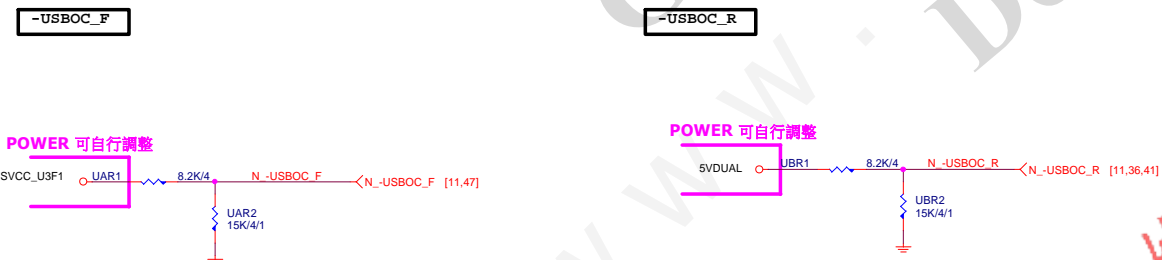 -USBOC_F
-USBOC_R
POWER 可自行調整
SVCC_U3F1
UAR1
8.2K/4
N_-USBOC_F
N_-USBOC_F [11,47]
UAR2
15K/4/1
POWER 可自行調整
5VDUAL
UBR1
8.2K/4
N_-USBOC_R
N_-USBOC_R [11,36,41]
UBR2
15K/4/1
w w w .